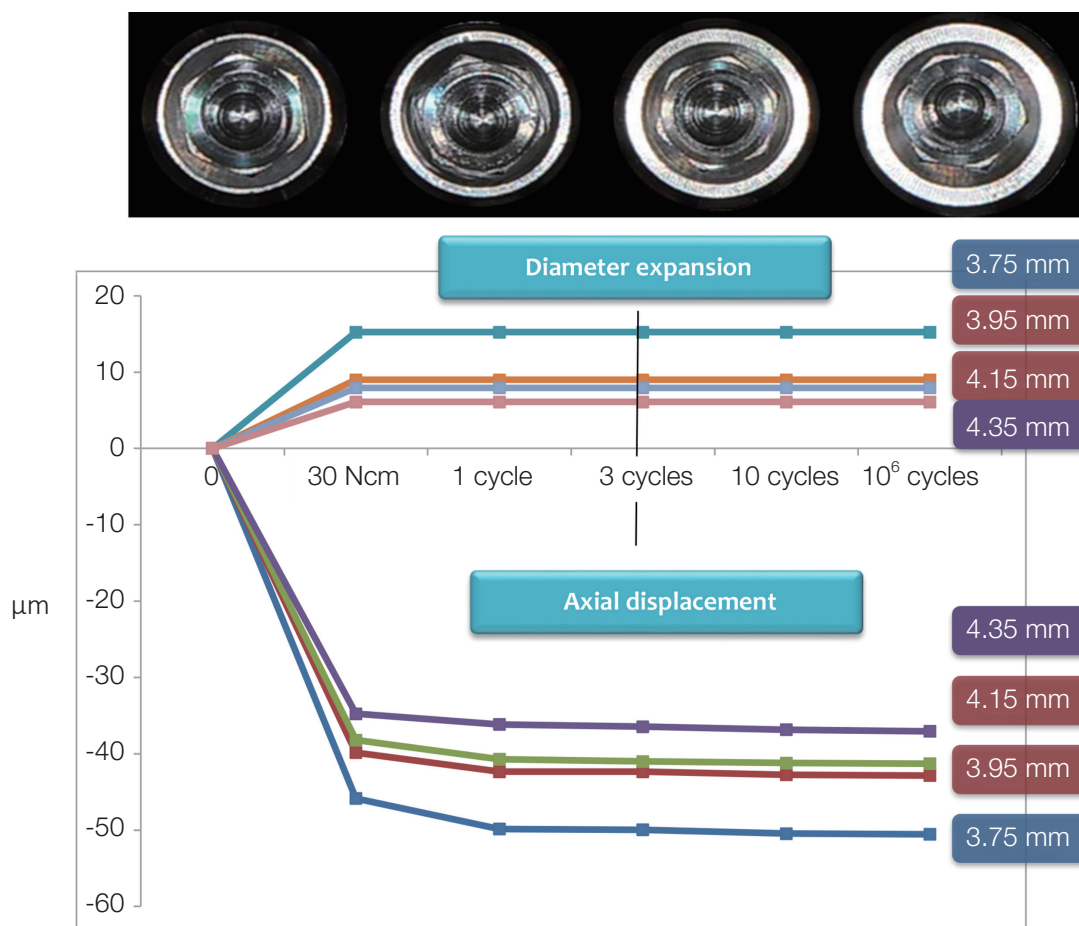 Diameter expansion
3.75 mm
3.95 mm
4.15 mm
4.35 mm
20
10
0
0 30 Ncm 1 cycle 3 cycles 10 cycles 10⁶ cycles
-10
-20
µm
Axial displacement
-30
-40
-50
-60
4.35 mm
4.15 mm
3.95 mm
3.75 mm